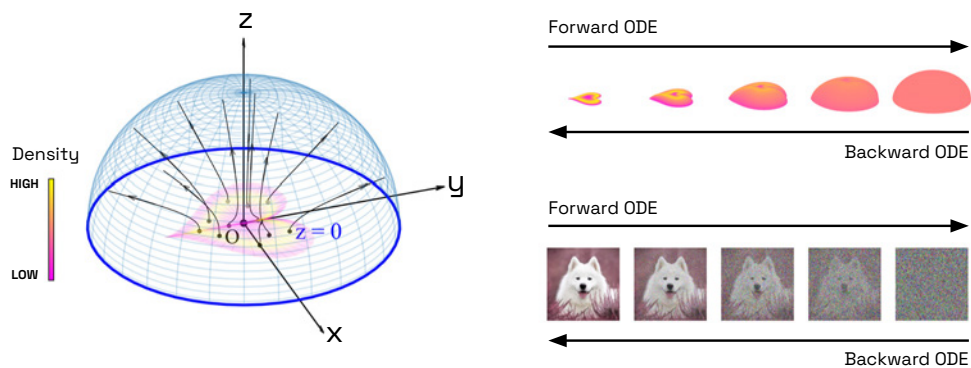 z
Density
HIGH
LOW
y
O
z = 0
x
Forward ODE
Backward ODE
Forward ODE
Backward ODE